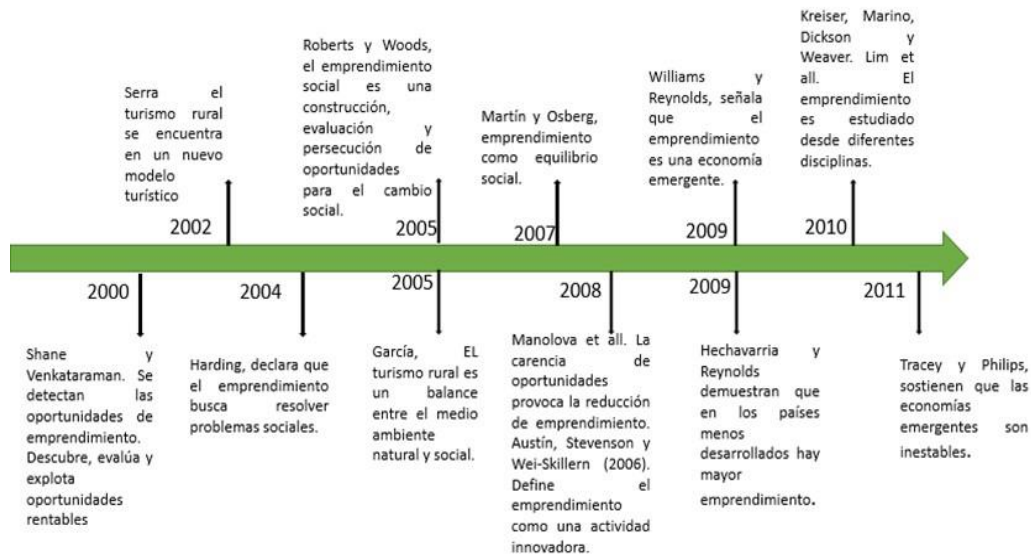 Serra el
turismo rural
se encuentra
en un nuevo
modelo
turístico
2002
Roberts y Woods,
el emprendimiento
social es una
construcción,
evaluación y
persecución de
oportunidades
para el cambio
social.
2005
Martín y Osberg,
emprendimiento
como equilibrio
social.
2007
Williams y
Reynolds, señala
que el
emprendimiento
es una economía
emergente.
2009
Kreiser, Marino,
Dickson y
Weaver. Lim et
all. El
emprendimiento
es estudiado
desde diferentes
disciplinas.
2010
2000
Shane y
Venkataraman. Se
detectan las
oportunidades de
emprendimiento.
Descubre, evalúa y
explota
oportunidades
rentables
2004
Harding, declara que
el emprendimiento
busca resolver
problemas sociales.
2005
García, EL
turismo rural es
un balance
entre el medio
ambiente
natural y social.
2008
Manolova et all. La
carencia de
oportunidades
provoca la reducción
de emprendimiento.
Austín, Stevenson y
Wei-Skillern (2006).
Define el
emprendimiento
como una actividad
innovadora.
2009
Hechavarria y
Reynolds
demuestran que
en los países
menos
desarrollados hay
mayor
emprendimiento.
2011
Tracey y Philips,
sostienen que las
economías
emergentes son
inestables.